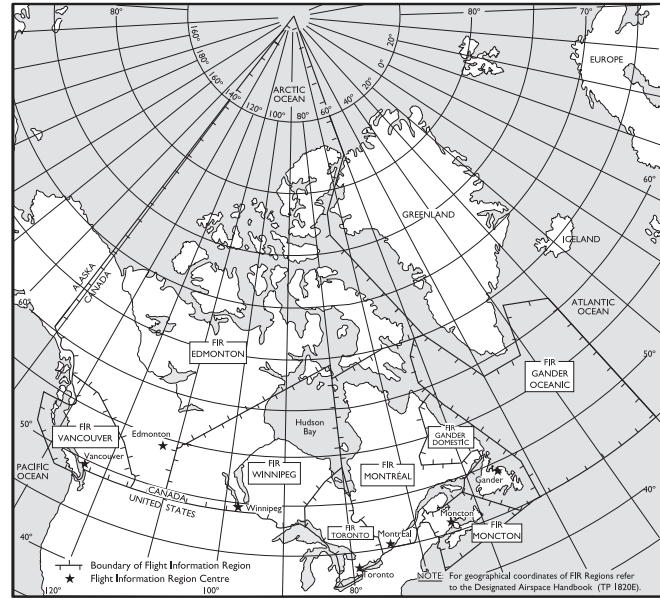 80°
80°
70°
160°
180°
160°
140°
120°
100°
80°
60°
40°
20°
0°
20°
EUROPE
ARCTIC
OCEAN
60°
GREENLAND
ICELAND
ALASKA
CANADA
ATLANTIC
OCEAN
60°
50°
FIR
EDMONTON
FIR
GANDER
OCEANIC
50°
FIR
VANCOUVER
Edmonton
Hudson
Bay
FIR
GANDER
DOMESTIC
Vancouver
PACIFIC
OCEAN
FIR
WINNIPEG
FIR
MONTRÉAL
Gander
40°
CANADA
UNITED STATES
Winnipeg
Moncton
FIR
TORONTO
Montréal
FIR
MONCTON
40°
Boundary of Flight Information Region
Flight Information Region Centre
Toronto
NOTE: For geographical coordinates of FIR Regions refer
to the Designated Airspace Handbook (TP 1820E).
120°
100°
80°